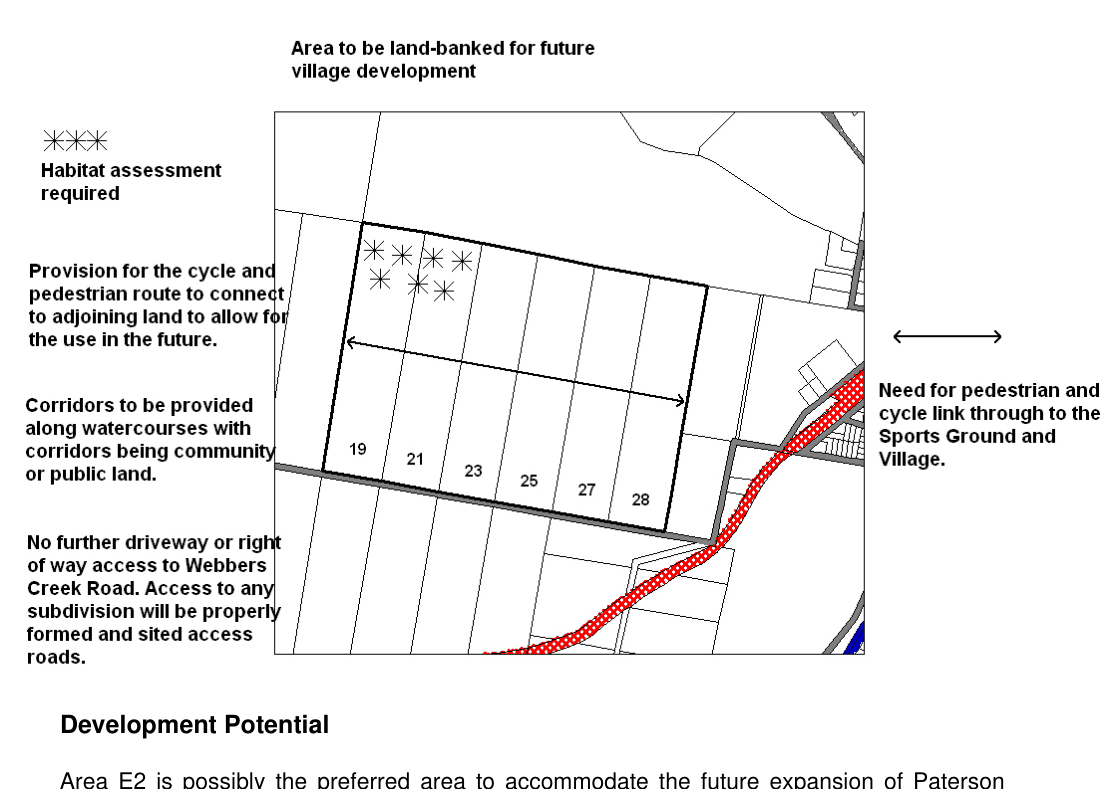 Area to be land-banked for future
village development
Habitat assessment
required
Provision for the cycle and
pedestrian route to connect
to adjoining land to allow for
the use in the future.
Corridors to be provided
along watercourses with
corridors being community
or public land.
No further driveway or right
of way access to Webbers
Creek Road. Access to any
subdivision will be properly
formed and sited access
roads.
19
21
23
25
27
28
Need for pedestrian and
cycle link through to the
Sports Ground and
Village.
Development Potential
Area E2 is possibly the preferred area to accommodate the future expansion of Paterson